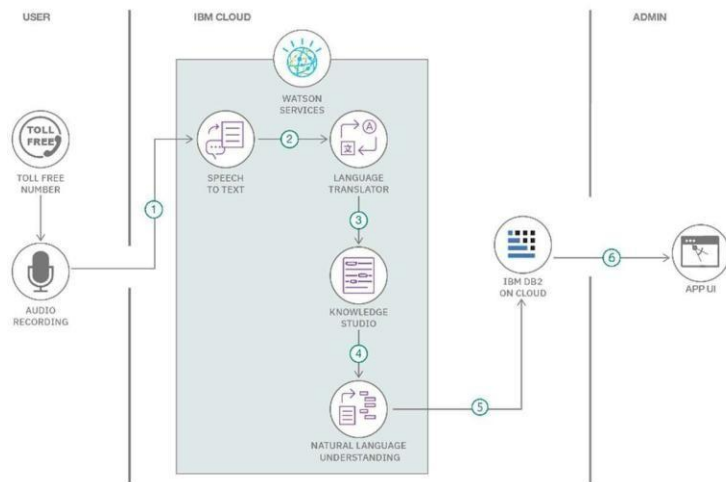 USER
IBM CLOUD
ADMIN
WATSON
SERVICES
TOLL
FREE
TOLL FREE
NUMBER
1
SPEECH
TO TEXT
2
A
文
LANGUAGE
TRANSLATOR
3
AUDIO
RECORDING
KNOWLEDGE
STUDIO
4
NATURAL LANGUAGE
UNDERSTANDING
5
IBM DB2
ON CLOUD
6
APP UI